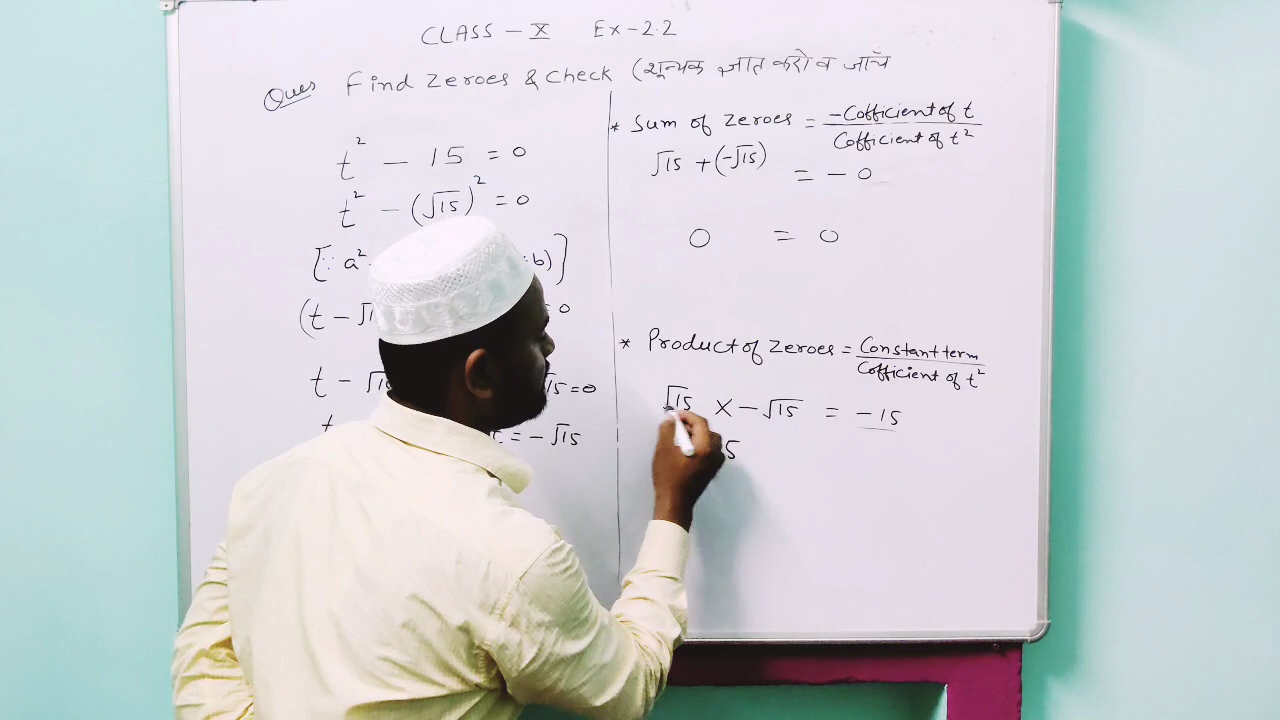 CLASS - X Ex-2.2
Ques Find Zeroes & Check (शून्यक ज्ञात करो व जाँच
t² - 15 = 0
t² - (√15)² = 0
[∵ a² b)]
(t - √1 0
t - √15 15=0
t = -√15
* Sum of Zeroes = -Cofficient of t / Cofficient of t²
√15 + (-√15) = - 0
0 = 0
* Product of Zeroes = Constant term / Cofficient of t²
√15 X -√15 = -15
5